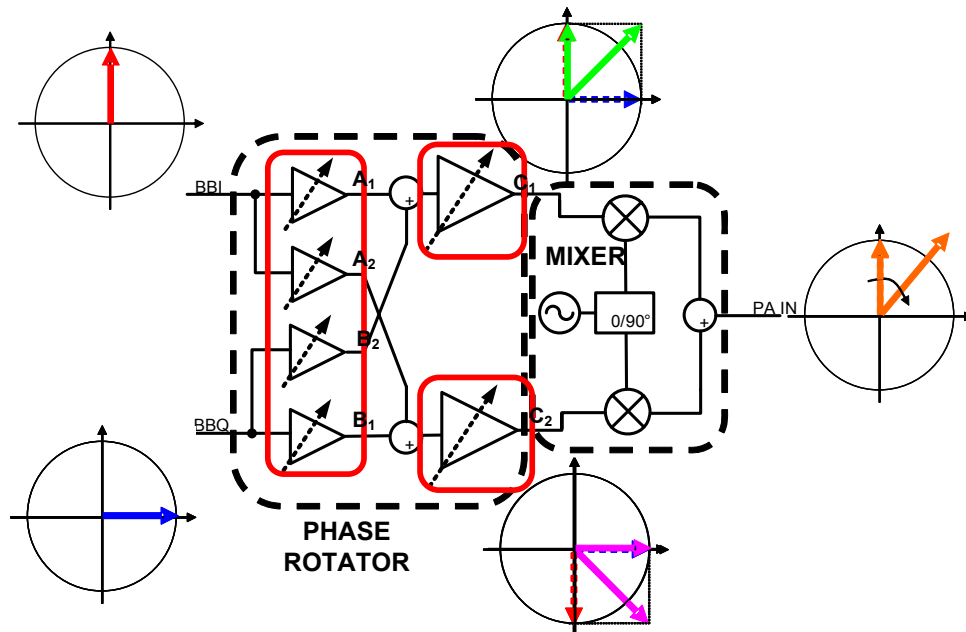 BBI
A₁
+
C₁
A₂
MIXER
B₂
0/90°
+
PA IN
BBQ
B₁
+
C₂
PHASE
ROTATOR